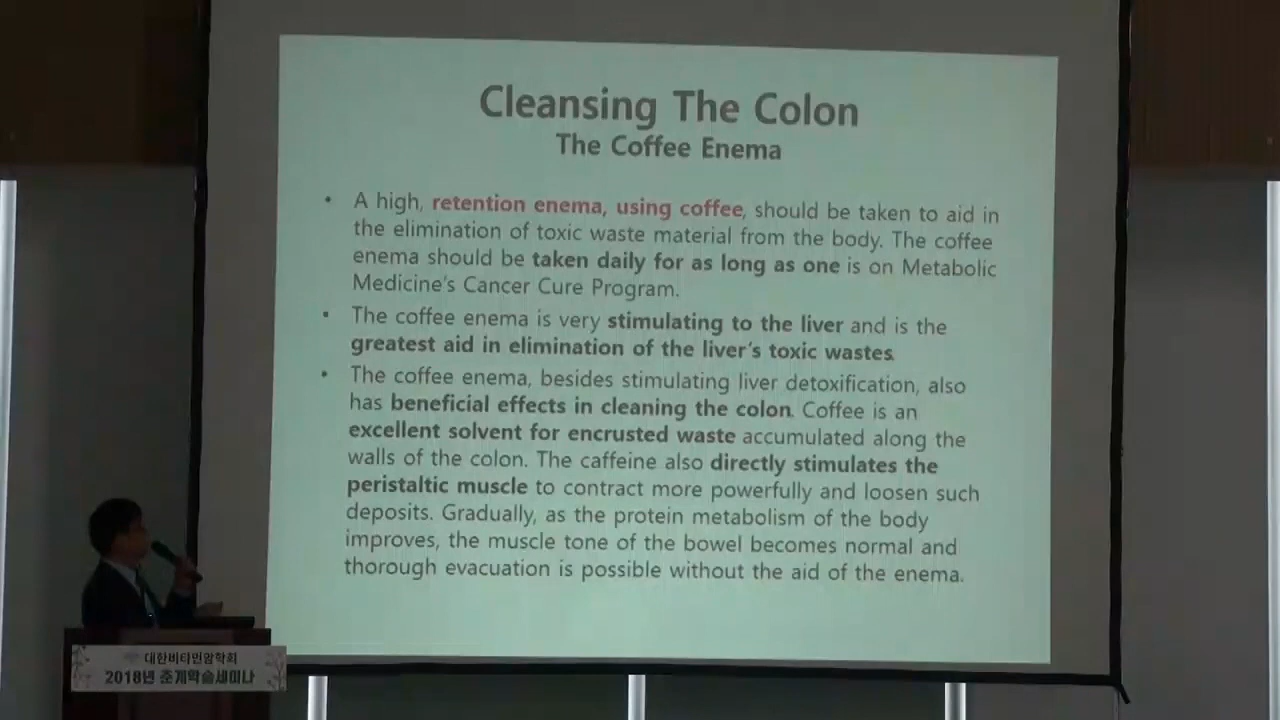 Cleansing The Colon
The Coffee Enema
• A high, retention enema, using coffee, should be taken to aid in
the elimination of toxic waste material from the body. The coffee
enema should be taken daily for as long as one is on Metabolic
Medicine's Cancer Cure Program.
• The coffee enema is very stimulating to the liver and is the
greatest aid in elimination of the liver's toxic wastes.
• The coffee enema, besides stimulating liver detoxification, also
has beneficial effects in cleaning the colon. Coffee is an
excellent solvent for encrusted waste accumulated along the
walls of the colon. The caffeine also directly stimulates the
peristaltic muscle to contract more powerfully and loosen such
deposits. Gradually, as the protein metabolism of the body
improves, the muscle tone of the bowel becomes normal and
thorough evacuation is possible without the aid of the enema.
대한비타민암학회
2018년 춘계학술세미나